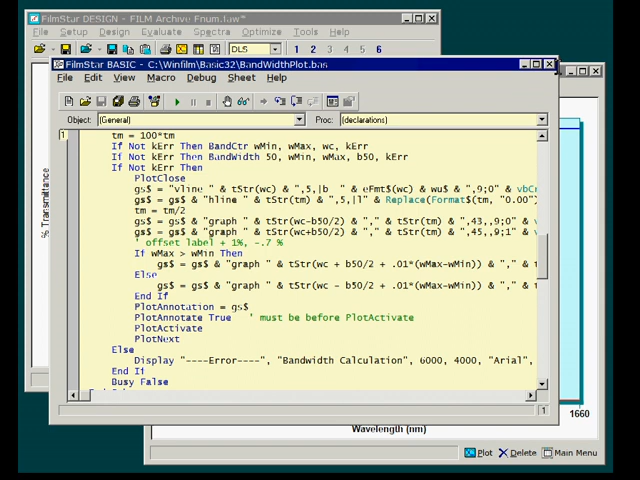 FilmStar DESIGN - FILM Archive Fnum.law™
File Setup Design Evaluate Spectra Optimize Tools Help
DLS 1 2 3 4 5 6
FilmStar BASIC - C:\Winfilm\Basic32\BandWidthPlot.bas
File Edit View Macro Debug Sheet Help
Object: (General) Proc: (declarations)
1
tm = 100*tm
If Not kErr Then BandCtr wMin, wMax, wc, kErr
If Not kErr Then BandWidth 50, wMin, wMax, b50, kErr
If Not kErr Then
PlotClose
gs$ = "vline " & tStr(wc) & ",5,|b " & eFmt$(wc) & wu$ & ",9;0" & vbCr
gs$ = gs$ & "hline " & tStr(tm) & ",5,|l" & Replace(Format$(tm, "0.00")
tm = tm/2
gs$ = gs$ & "graph " & tStr(wc-b50/2) & "," & tStr(tm) & ",43,,9;0" &
gs$ = gs$ & "graph " & tStr(wc-b50/2) & "," & tStr(tm) & ",45,,9;1" &
' offset label + 1%, -.7 %
If wMax > wMin Then
gs$ = gs$ & "graph " & tStr(wc + b50/2 + .01*(wMax-wMin)) & "," & t
Else
gs$ = gs$ & "graph " & tStr(wc - b50/2 + .01*(wMax-wMin)) & "," & t
End If
PlotAnnotation = gs$
PlotAnnotate True ' must be before PlotActivate
PlotActivate
PlotNext
Else
Display "----Error----", "Bandwidth Calculation", 6000, 4000, "Arial",
End If
Busy False
1
% Transmittance
1660
Wavelength (nm)
Plot Delete Main Menu